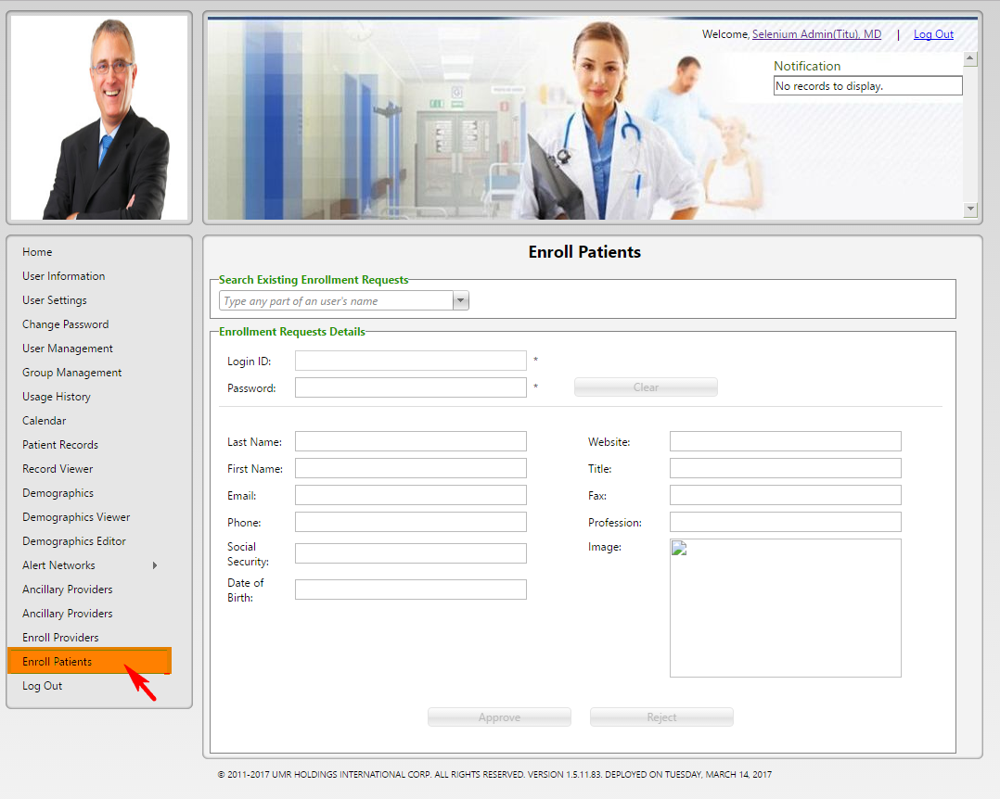 Welcome, Selenium Admin(Titu), MD | Log Out
Notification
No records to display.
Home
User Information
User Settings
Change Password
User Management
Group Management
Usage History
Calendar
Patient Records
Record Viewer
Demographics
Demographics Viewer
Demographics Editor
Alert Networks
Ancillary Providers
Ancillary Providers
Enroll Providers
Enroll Patients
Log Out
Enroll Patients
Search Existing Enrollment Requests
Type any part of an user's name
Enrollment Requests Details
Login ID: *
Password: * Clear
Last Name: Website:
First Name: Title:
Email: Fax:
Phone: Profession:
Social
Security:
Image:
Date of
Birth:
Approve Reject
© 2011-2017 UMR HOLDINGS INTERNATIONAL CORP. ALL RIGHTS RESERVED. VERSION 1.5.11.83. DEPLOYED ON TUESDAY, MARCH 14, 2017